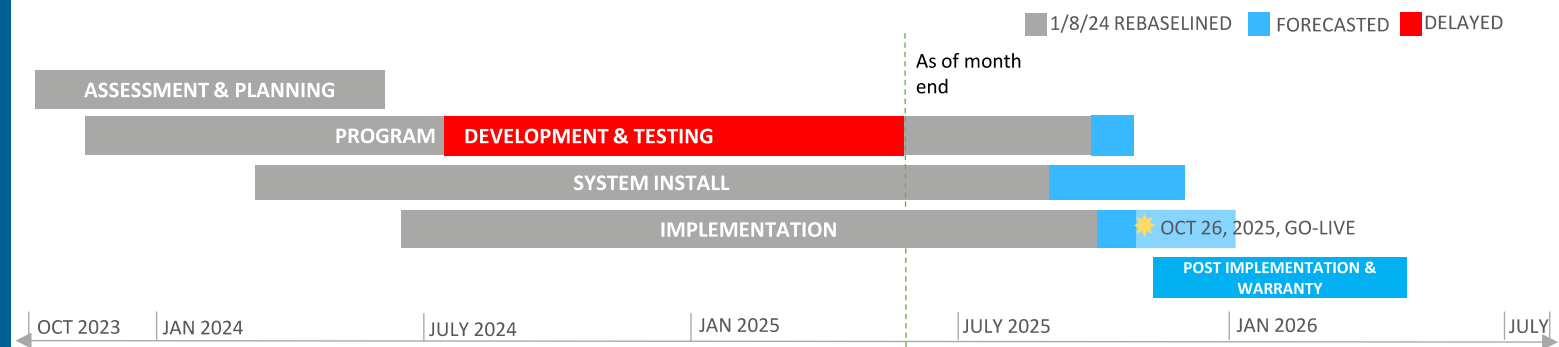 1/8/24 REBASELINED FORECASTED DELAYED
As of month
end
ASSESSMENT & PLANNING
PROGRAM DEVELOPMENT & TESTING
SYSTEM INSTALL
IMPLEMENTATION
OCT 26, 2025, GO-LIVE
POST IMPLEMENTATION &
WARRANTY
OCT 2023 JAN 2024 JULY 2024 JAN 2025 JULY 2025 JAN 2026 JULY